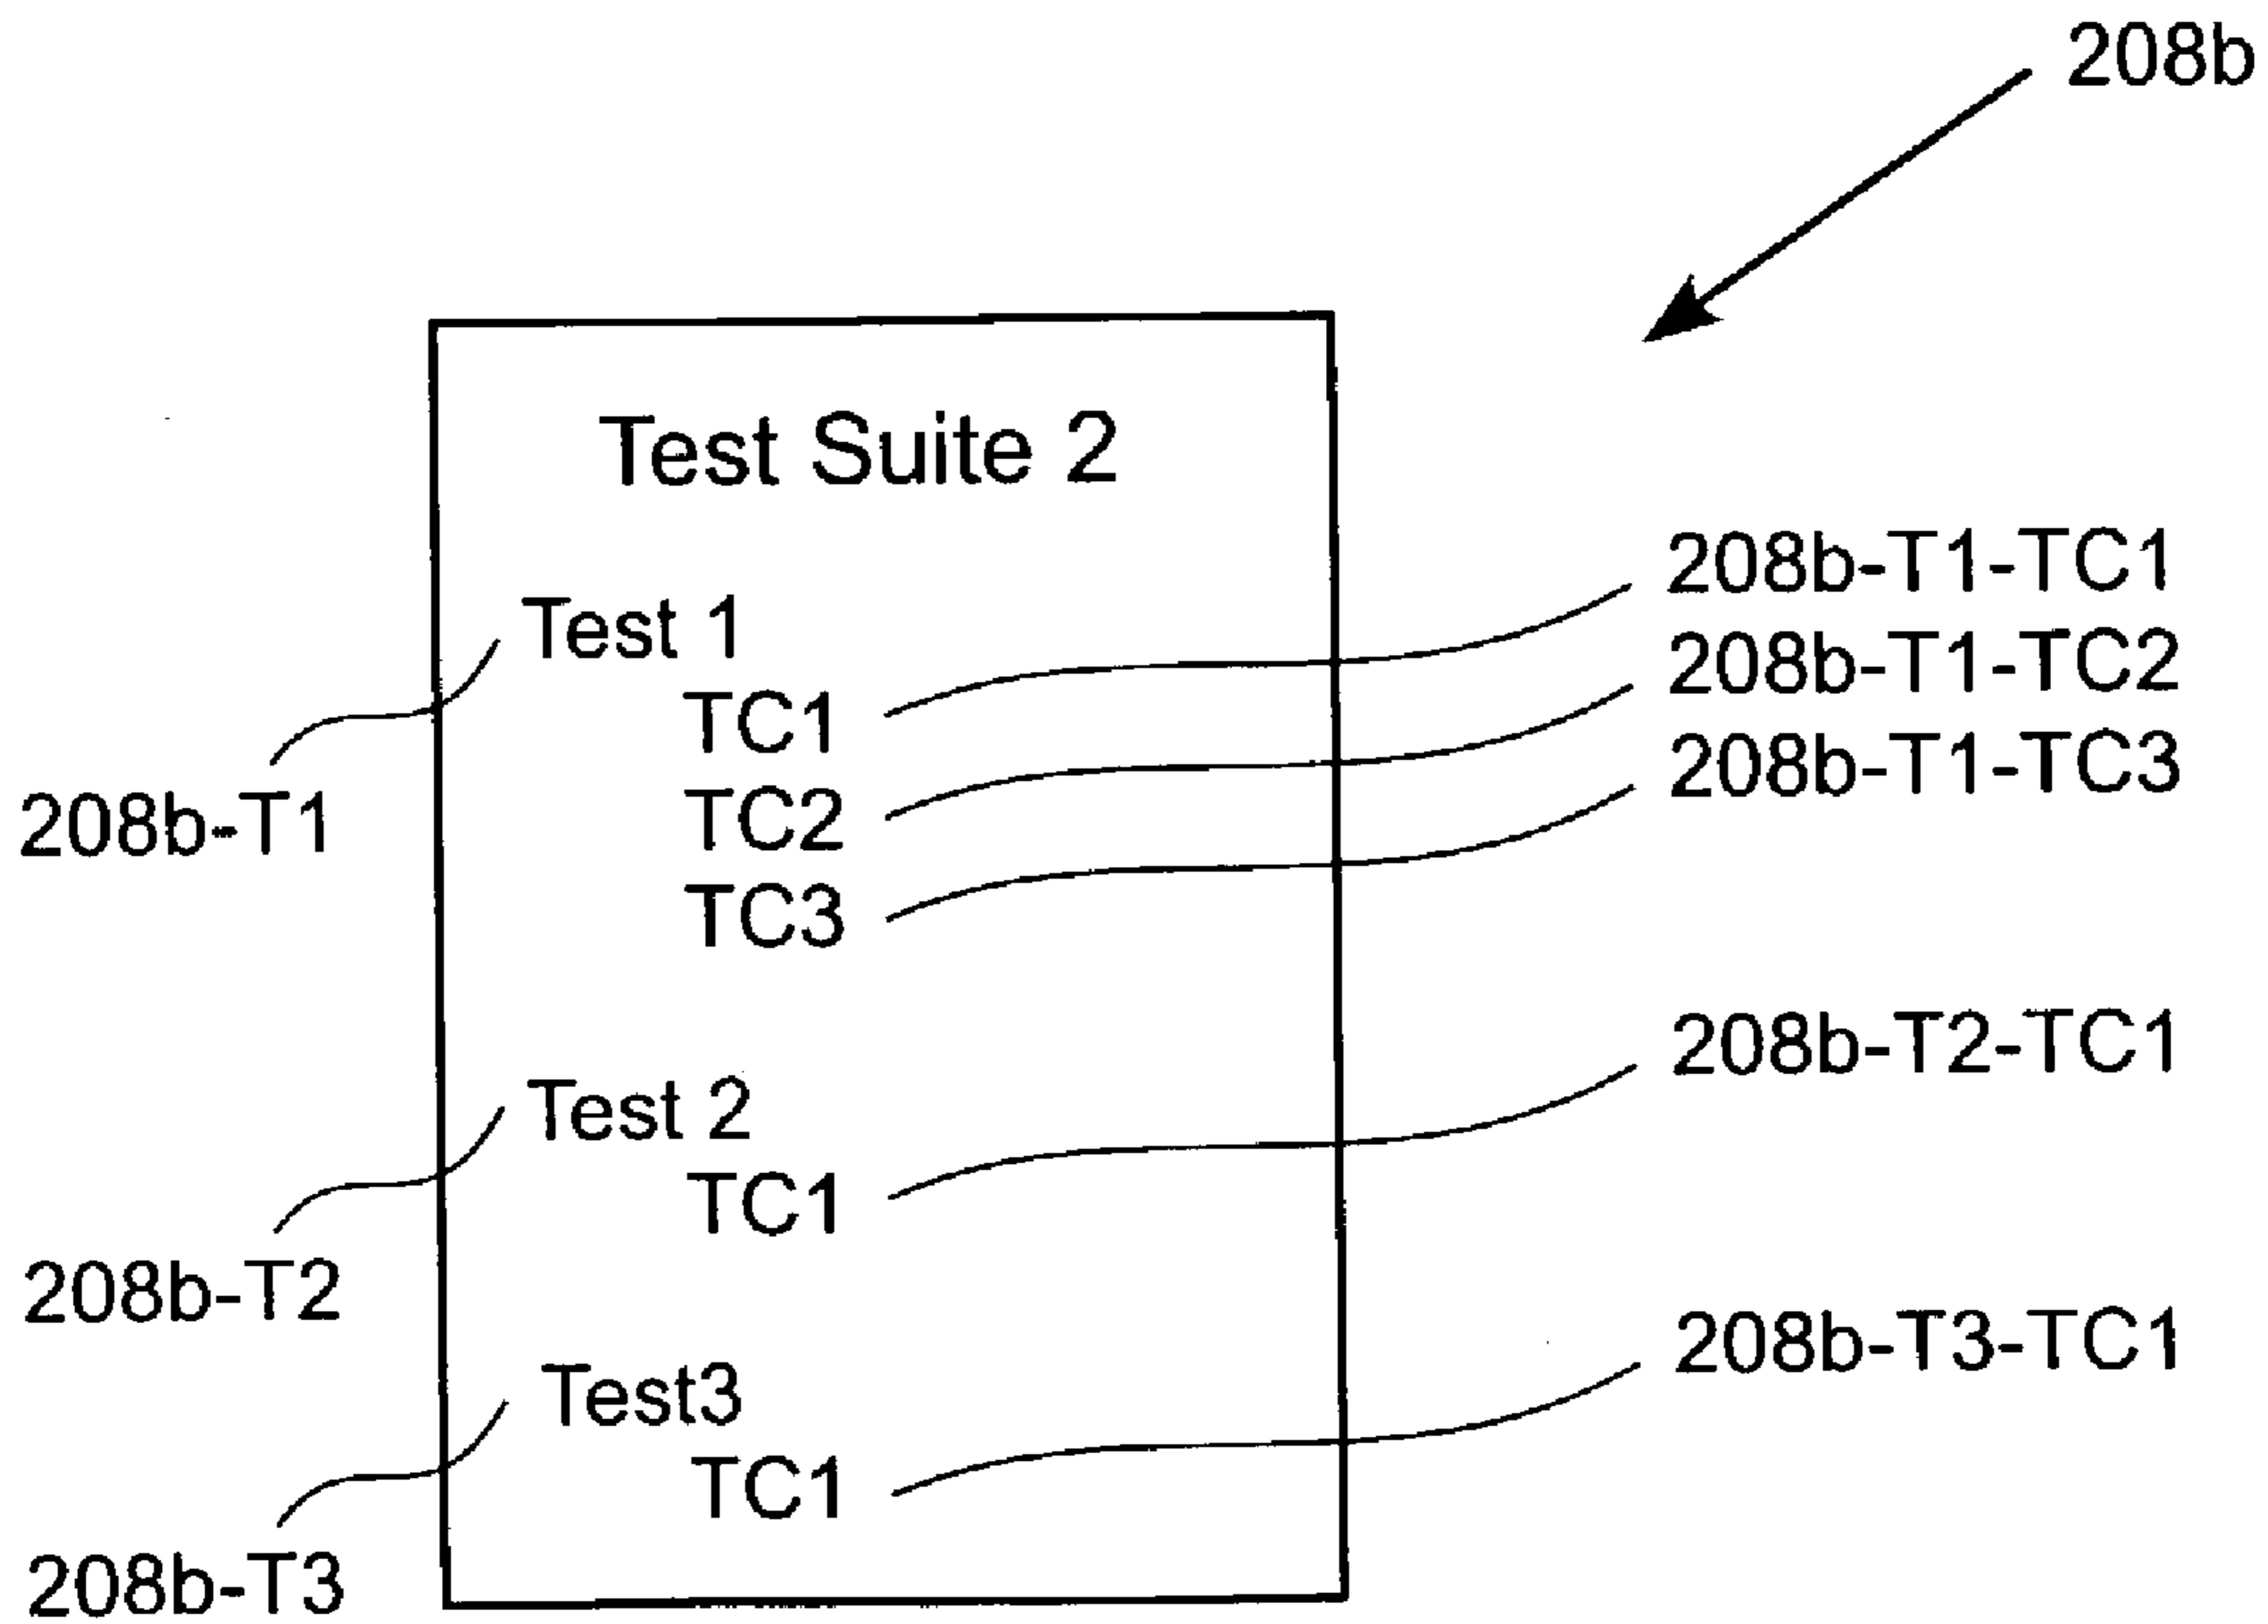 208b
Test Suite 2
208b-T1-TC1
Test 1
208b-T1-TC2
TC1
208b-T1-TC3
TC2
208b-T1
TC3
208b-T2-TC1
Test 2
TC1
208b-T2
208b-T3-TC1
Test3
TC1
208b-T3